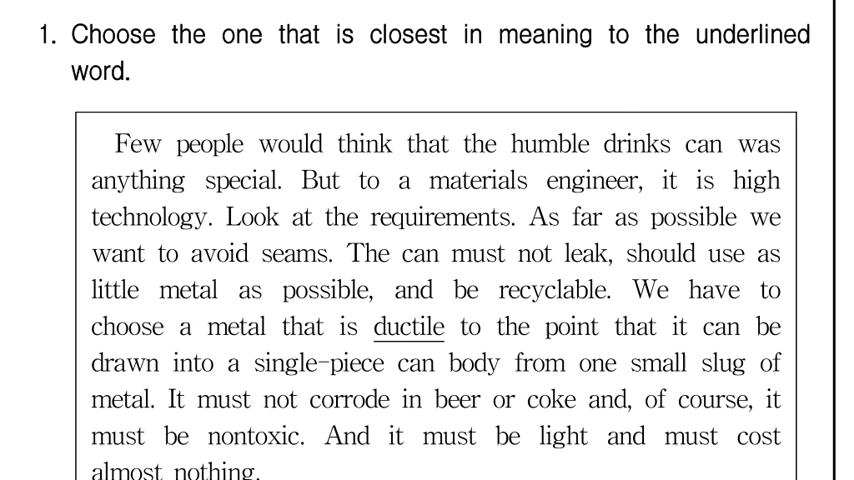 1. Choose the one that is closest in meaning to the underlined
word.
Few people would think that the humble drinks can was
anything special. But to a materials engineer, it is high
technology. Look at the requirements. As far as possible we
want to avoid seams. The can must not leak, should use as
little metal as possible, and be recyclable. We have to
choose a metal that is ductile to the point that it can be
drawn into a single-piece can body from one small slug of
metal. It must not corrode in beer or coke and, of course, it
must be nontoxic. And it must be light and must cost
almost nothing.